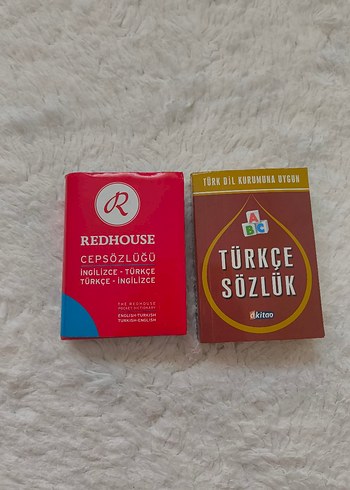 R
REDHOUSE
CEPSÖZLÜĞÜ
İNGİLİZCE - TÜRKÇE
TÜRKÇE - İNGİLİZCE
THE REDHOUSE
POCKET DICTIONARY
ENGLISH-TURKISH
TURKISH-ENGLISH
TÜRK DİL KURUMUNA UYGUN
A
B C
TÜRKÇE
SÖZLÜK